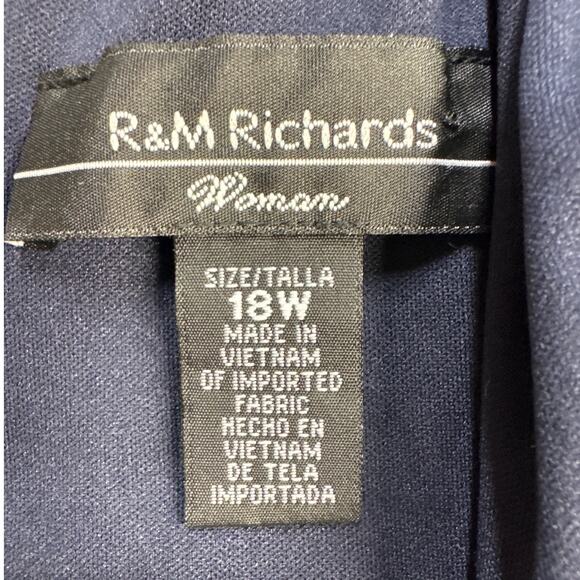 R&M Richards
Woman
SIZE/TALLA
18W
MADE IN
VIETNAM
OF IMPORTED
FABRIC
HECHO EN
VIETNAM
DE TELA
IMPORTADA